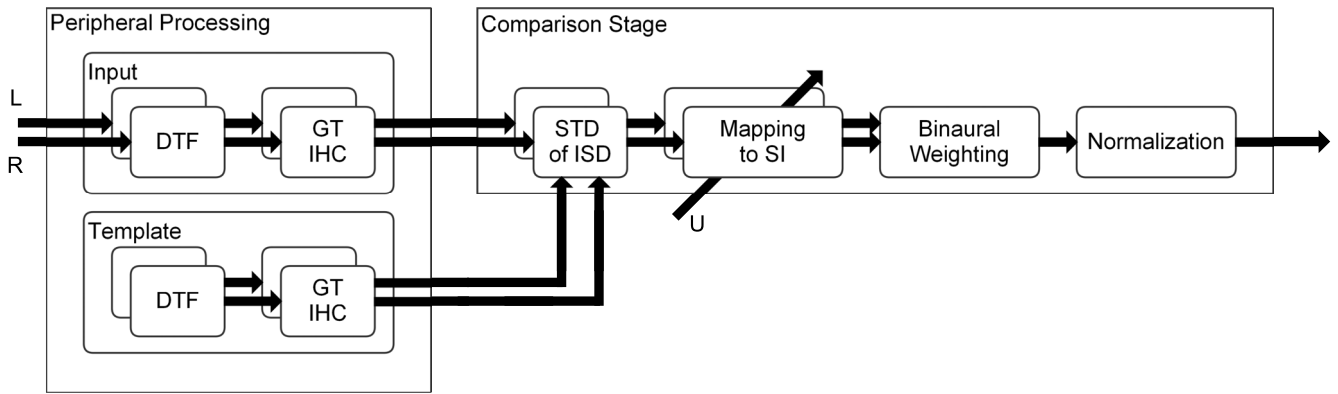 Peripheral Processing
Input
L
R
DTF
GT
IHC
Template
DTF
GT
IHC
Comparison Stage
STD
of ISD
Mapping
to SI
U
Binaural
Weighting
Normalization